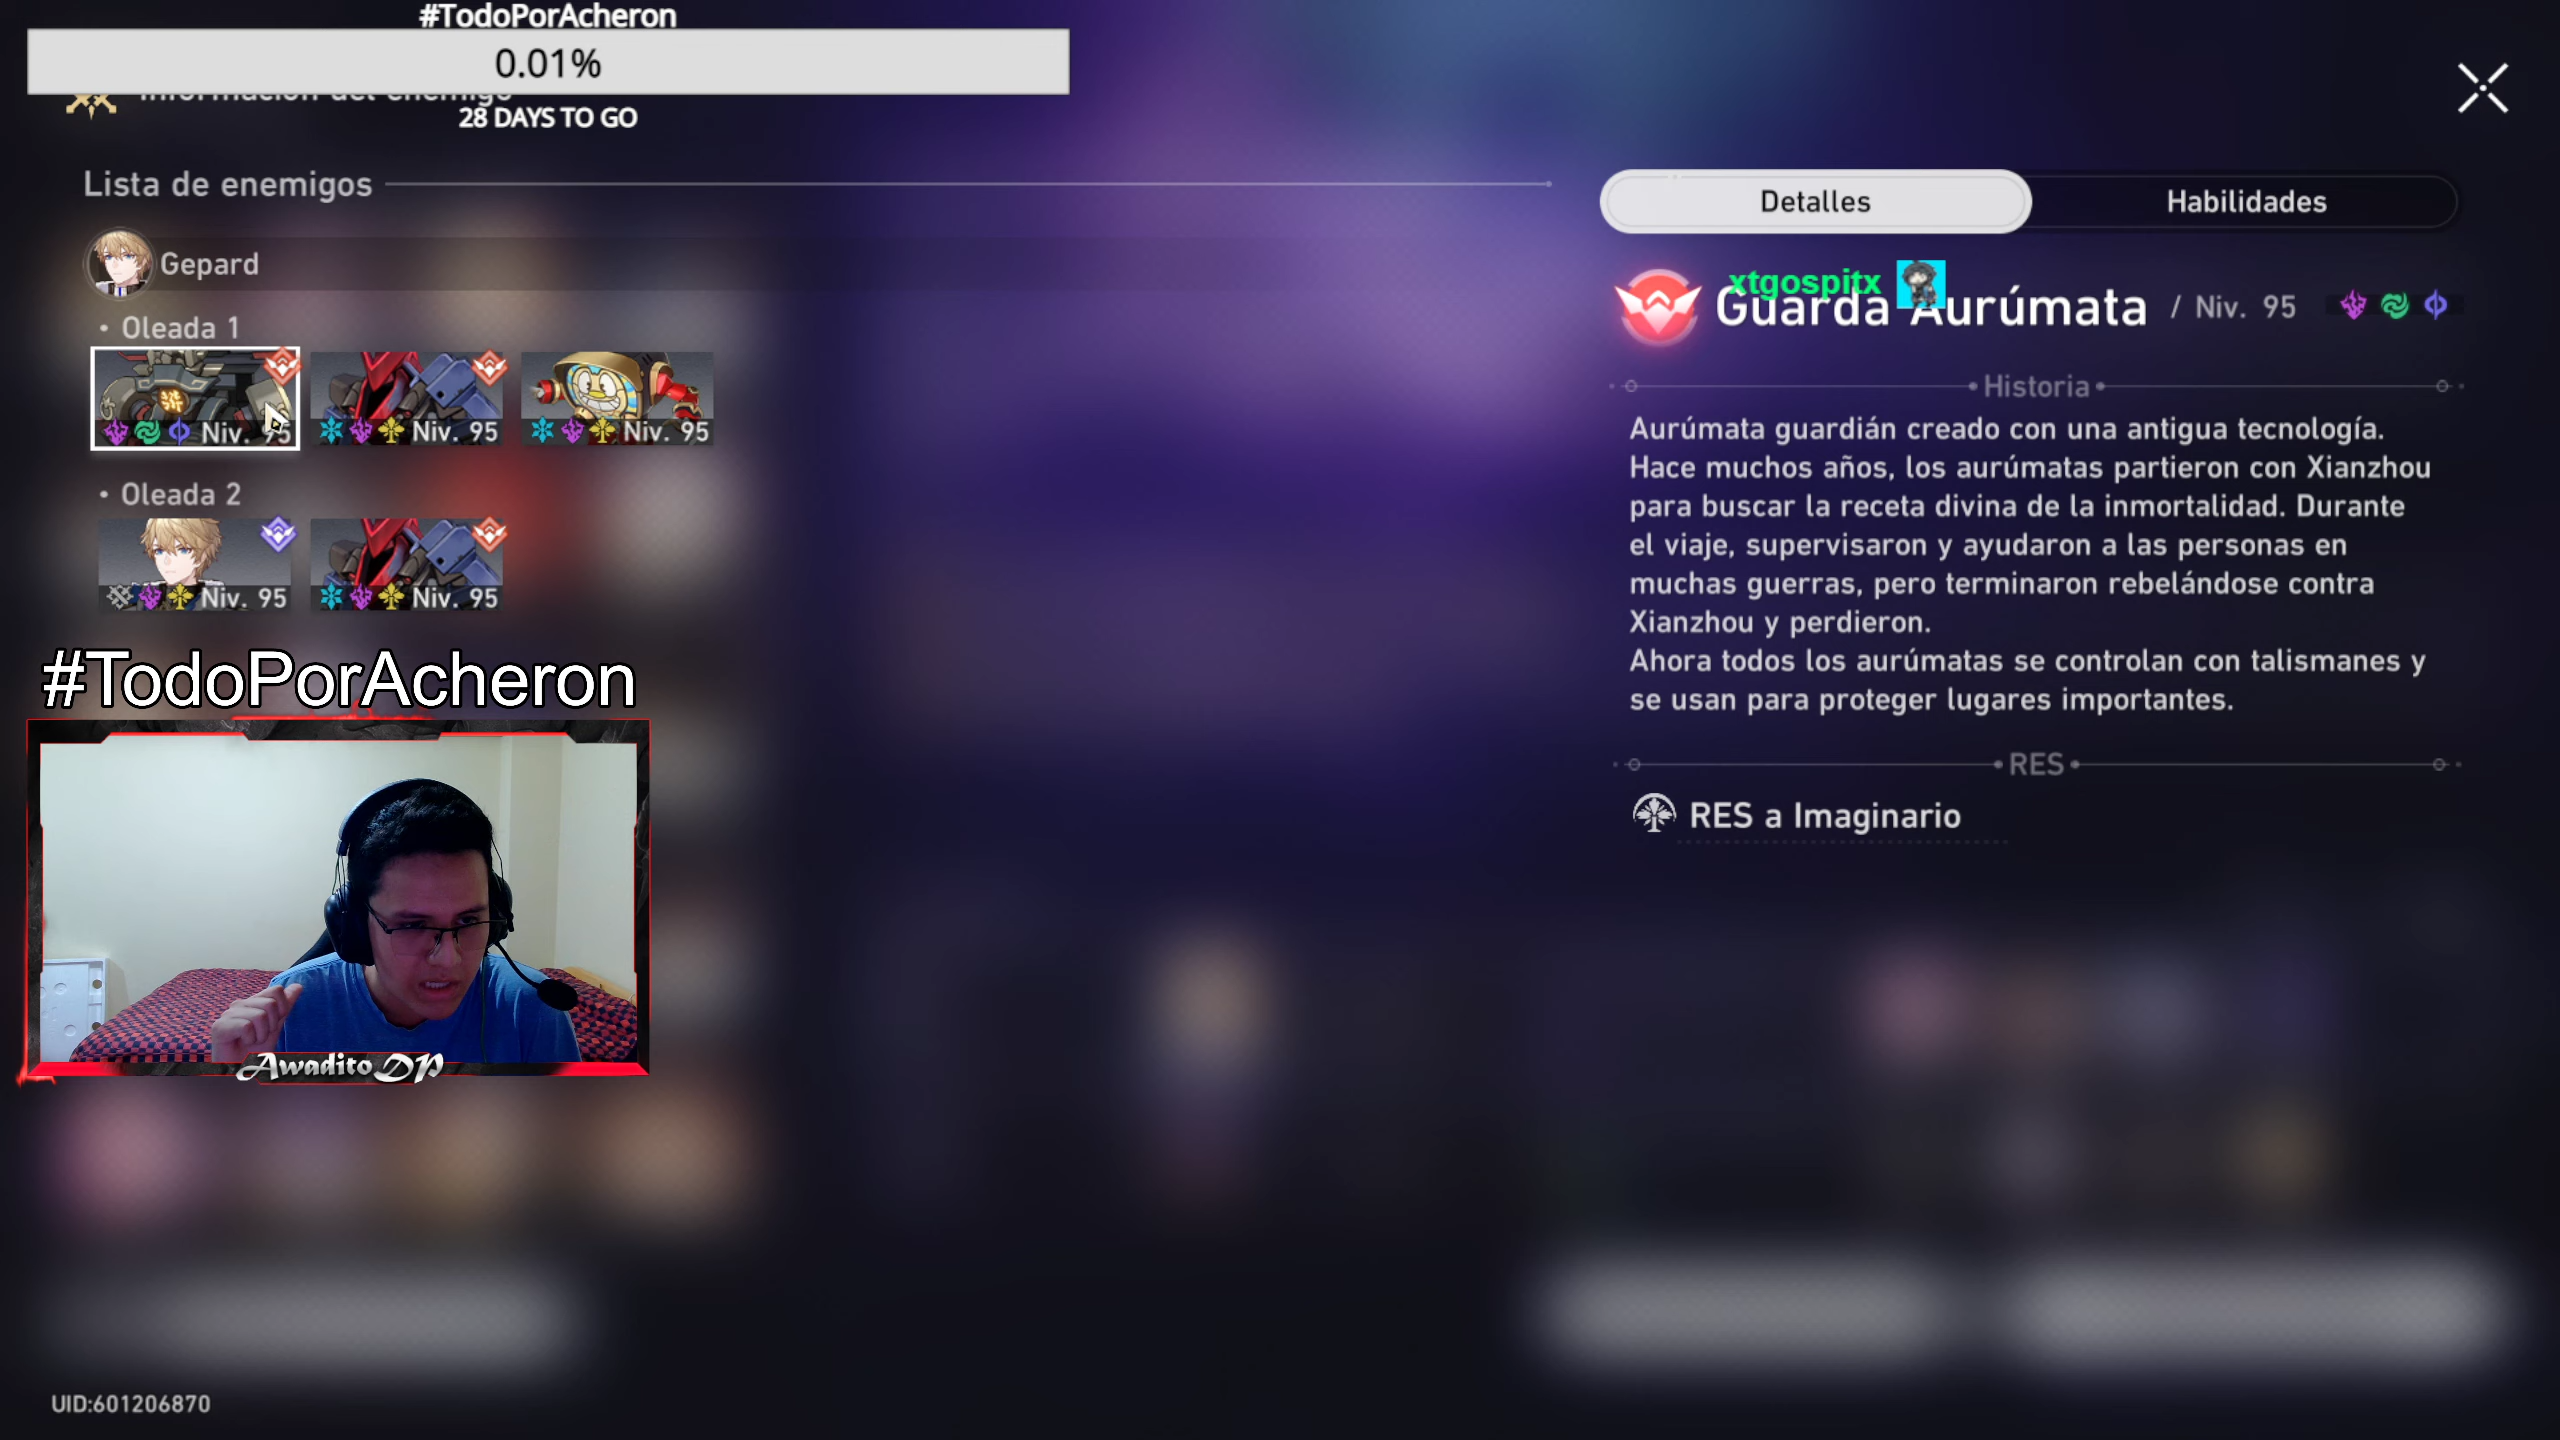 #TodoPorAcheron
0.01%
Información del enemigo
28 DAYS TO GO
Lista de enemigos
Gepard
• Oleada 1
Niv. 95
Niv. 95
Niv. 95
• Oleada 2
Niv. 95
Niv. 95
#TodoPorAcheron
AwaditoDP
UID:601206870
Detalles
Habilidades
xtgospitx
Guarda Aurúmata / Niv. 95
Historia
Aurúmata guardián creado con una antigua tecnología.
Hace muchos años, los aurúmatas partieron con Xianzhou
para buscar la receta divina de la inmortalidad. Durante
el viaje, supervisaron y ayudaron a las personas en
muchas guerras, pero terminaron rebelándose contra
Xianzhou y perdieron.
Ahora todos los aurúmatas se controlan con talismanes y
se usan para proteger lugares importantes.
RES
RES a Imaginario